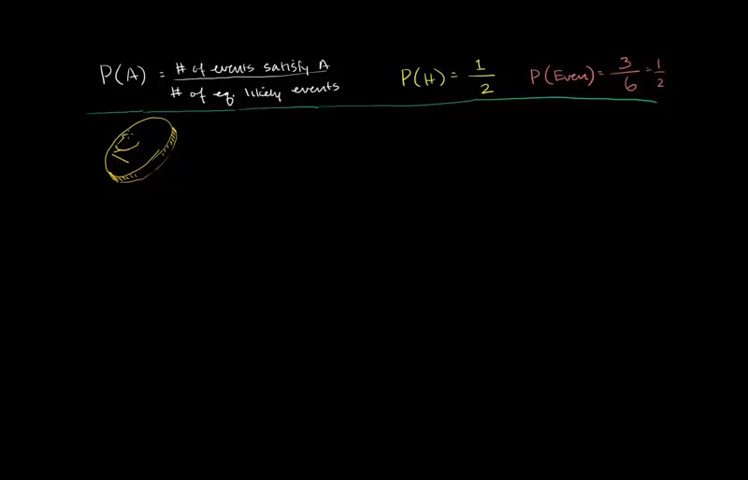 P(A) = # of events satisfy A / # of eq. likely events
P(H) = 1/2
P(Even) = 3/6 = 1/2